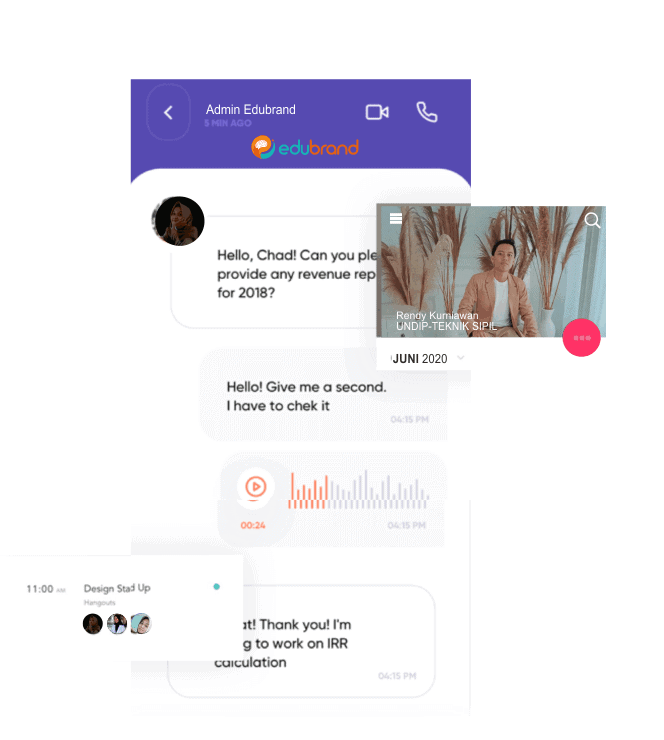 Admin Edubrand
5 MIN AGO
edubrand
Hello, Chad! Can you ple
provide any revenue rep
for 2018?
Rendy Kurniawan
UNDIP-TEKNIK SIPIL
JUNI 2020
Hello! Give me a second.
I have to chek it
04:15 PM
00:24
04:15 PM
11:00 AM
Design Stad Up
Hangouts
at! Thank you! I'm
g to work on IRR
calculation
04:15 PM